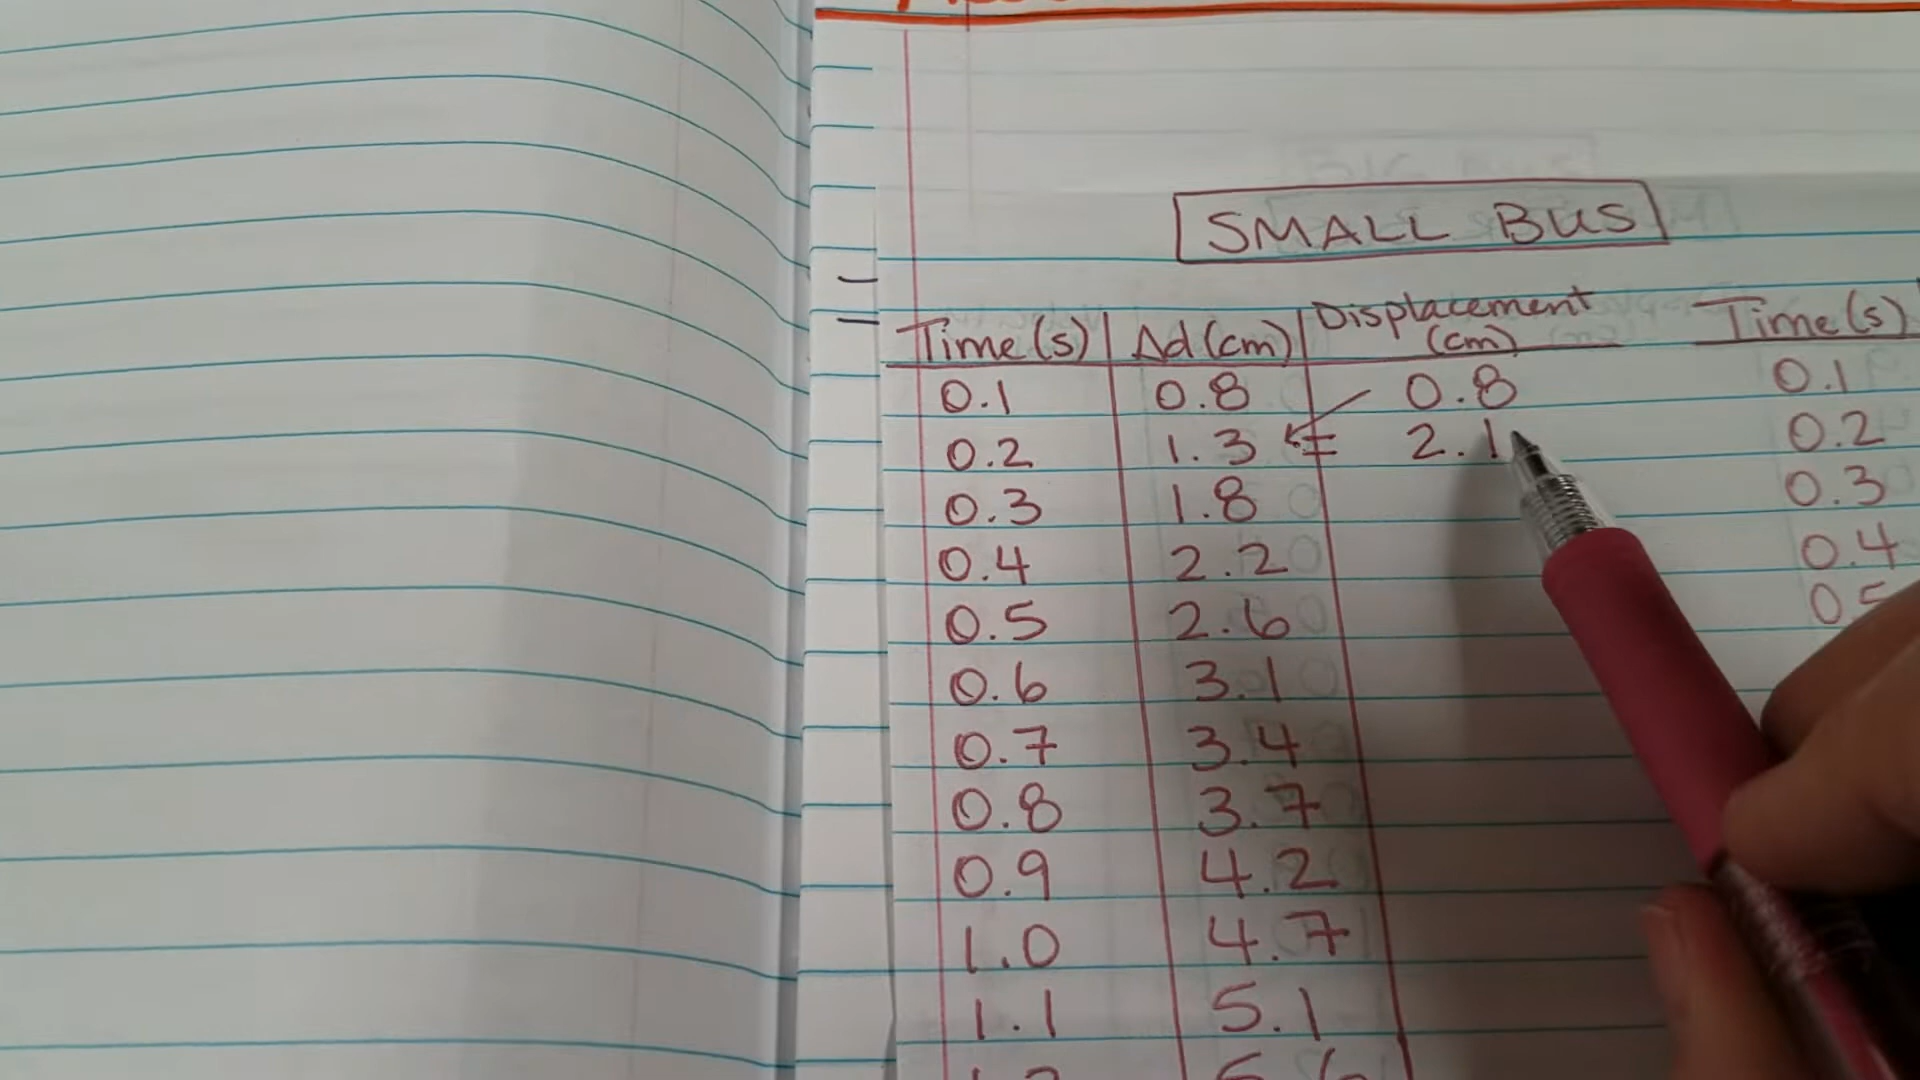 SMALL BUS
Time (s) Δd (cm) Displacement (cm) Time (s)
0.1 0.8 0.8 0.1
0.2 1.3 = 2.1 0.2
0.3 1.8 0.3
0.4 2.2 0.4
0.5 2.6 0.5
0.6 3.1
0.7 3.4
0.8 3.7
0.9 4.2
1.0 4.7
1.1 5.1